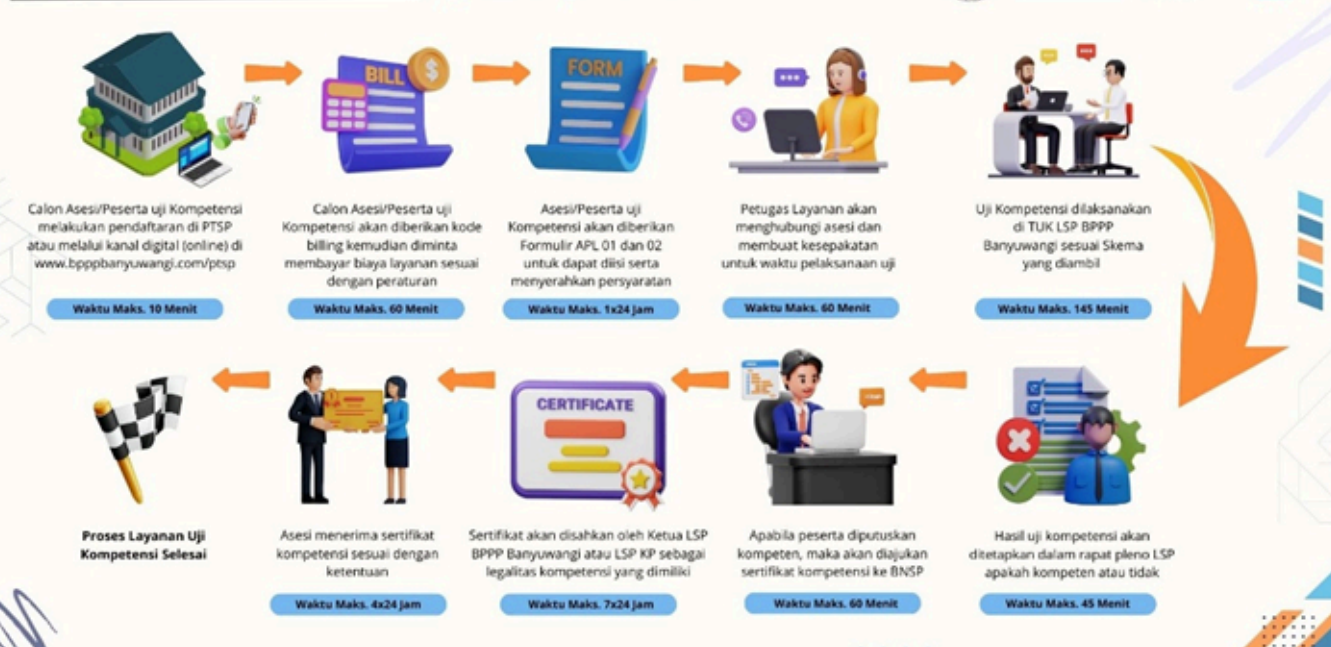 BILL
FORM
Calon Asesi/Peserta uji Kompetensi
melakukan pendaftaran di PTSP
atau melalui kanal digital (online) di
www.bpppbanyuwangi.com/ptsp
Waktu Maks. 10 Menit
Calon Asesi/Peserta uji
Kompetensi akan diberikan kode
billing kemudian diminta
membayar biaya layanan sesuai
dengan peraturan
Waktu Maks. 60 Menit
Asesi/Peserta uji
Kompetensi akan diberikan
Formulir APL 01 dan 02
untuk dapat diisi serta
menyerahkan persyaratan
Waktu Maks. 1x24 Jam
Petugas Layanan akan
menghubungi asesi dan
membuat kesepakatan
untuk waktu pelaksanaan uji
Waktu Maks. 60 Menit
Uji Kompetensi dilaksanakan
di TUK LSP BPPP
Banyuwangi sesuai Skema
yang diambil
Waktu Maks. 145 Menit
Hasil uji kompetensi akan
ditetapkan dalam rapat pleno LSP
apakah kompeten atau tidak
Waktu Maks. 45 Menit
Apabila peserta diputuskan
kompeten, maka akan diajukan
sertifikat kompetensi ke BNSP
Waktu Maks. 60 Menit
CERTIFICATE
Sertifikat akan disahkan oleh Ketua LSP
BPPP Banyuwangi atau LSP KP sebagai
legalitas kompetensi yang dimiliki
Waktu Maks. 7x24 Jam
Asesi menerima sertifikat
kompetensi sesuai dengan
ketentuan
Waktu Maks. 4x24 Jam
Proses Layanan Uji
Kompetensi Selesai